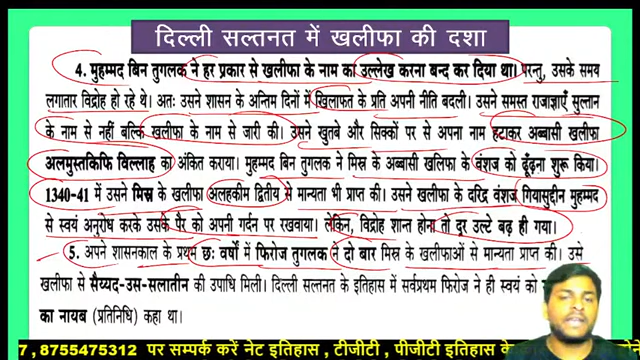 दिल्ली सल्तनत में खलीफा की दशा
4. मुहम्मद बिन तुगलक ने हर प्रकार से खलीफा के नाम का उल्लेख करना बन्द कर दिया था। परन्तु, उसके समय
लगातार विद्रोह हो रहे थे। अतः उसने शासन के अन्तिम दिनों में खिलाफत के प्रति अपनी नीति बदली। उसने समस्त राजाज्ञाएँ सुल्तान
के नाम से नहीं बल्कि खलीफा के नाम से जारी की। उसने खुतबे और सिक्कों पर से अपना नाम हटाकर अब्बासी खलीफा
अलमुस्तकिफि बिल्लाह का अंकित कराया। मुहम्मद बिन तुगलक ने मिस्र के अब्बासी खलिफा के वंशज को ढूँढ़ना शुरू किया।
1340-41 में उसने मिस्र के खलीफा अलहकीम द्वितीय से मान्यता भी प्राप्त की। उसने खलीफा के दरिद्र वंशज गियासुद्दीन मुहम्मद
से स्वयं अनुरोध करके उसके पैर को अपनी गर्दन पर रखवाया। लेकिन, विद्रोह शान्त होना तो दूर उल्टे बढ़ ही गया।
5. अपने शासनकाल के प्रथम छः वर्षों में फिरोज तुगलक ने दो बार मिस्र के खलीफाओं से मान्यता प्राप्त की। उसे
खलीफा से सैय्यद-उस-सलातीन की उपाधि मिली। दिल्ली सल्तनत के इतिहास में सर्वप्रथम फिरोज ने ही स्वयं को
का नायब (प्रतिनिधि) कहा था।
7, 8755475312 पर सम्पर्क करें नेट इतिहास, टीजीटी, पीजीटी इतिहास